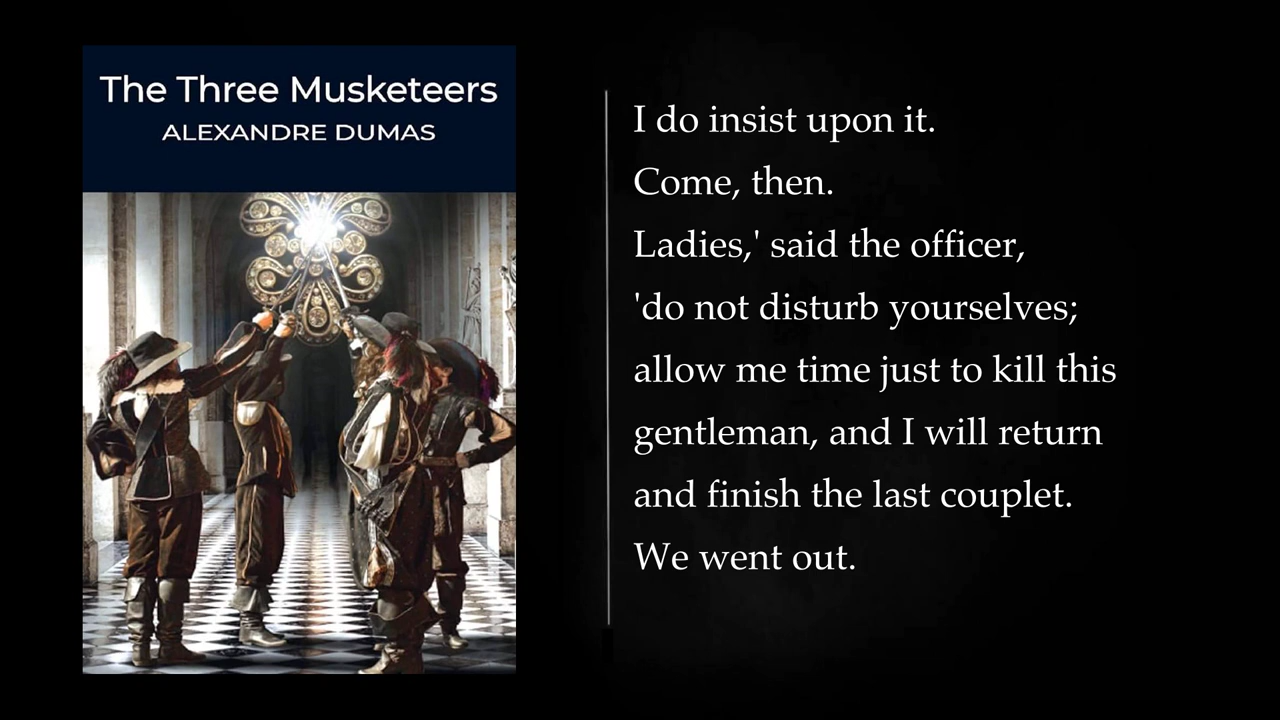 The Three Musketeers
ALEXANDRE DUMAS
I do insist upon it.
Come, then.
Ladies,' said the officer,
'do not disturb yourselves;
allow me time just to kill this
gentleman, and I will return
and finish the last couplet.
We went out.